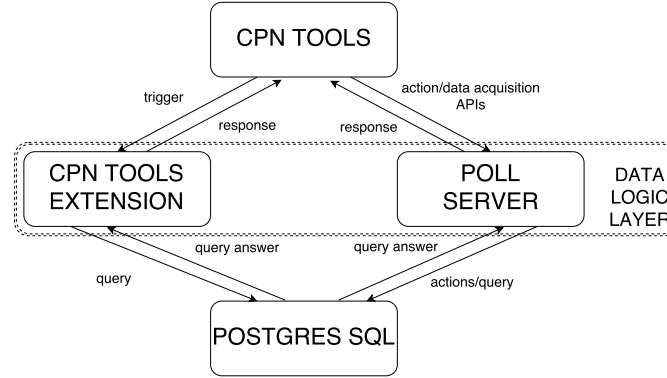 CPN TOOLS
trigger
action/data acquisition
APIs
response
response
CPN TOOLS
EXTENSION
POLL
SERVER
DATA
LOGIC
LAYER
query answer
query answer
query
actions/query
POSTGRES SQL